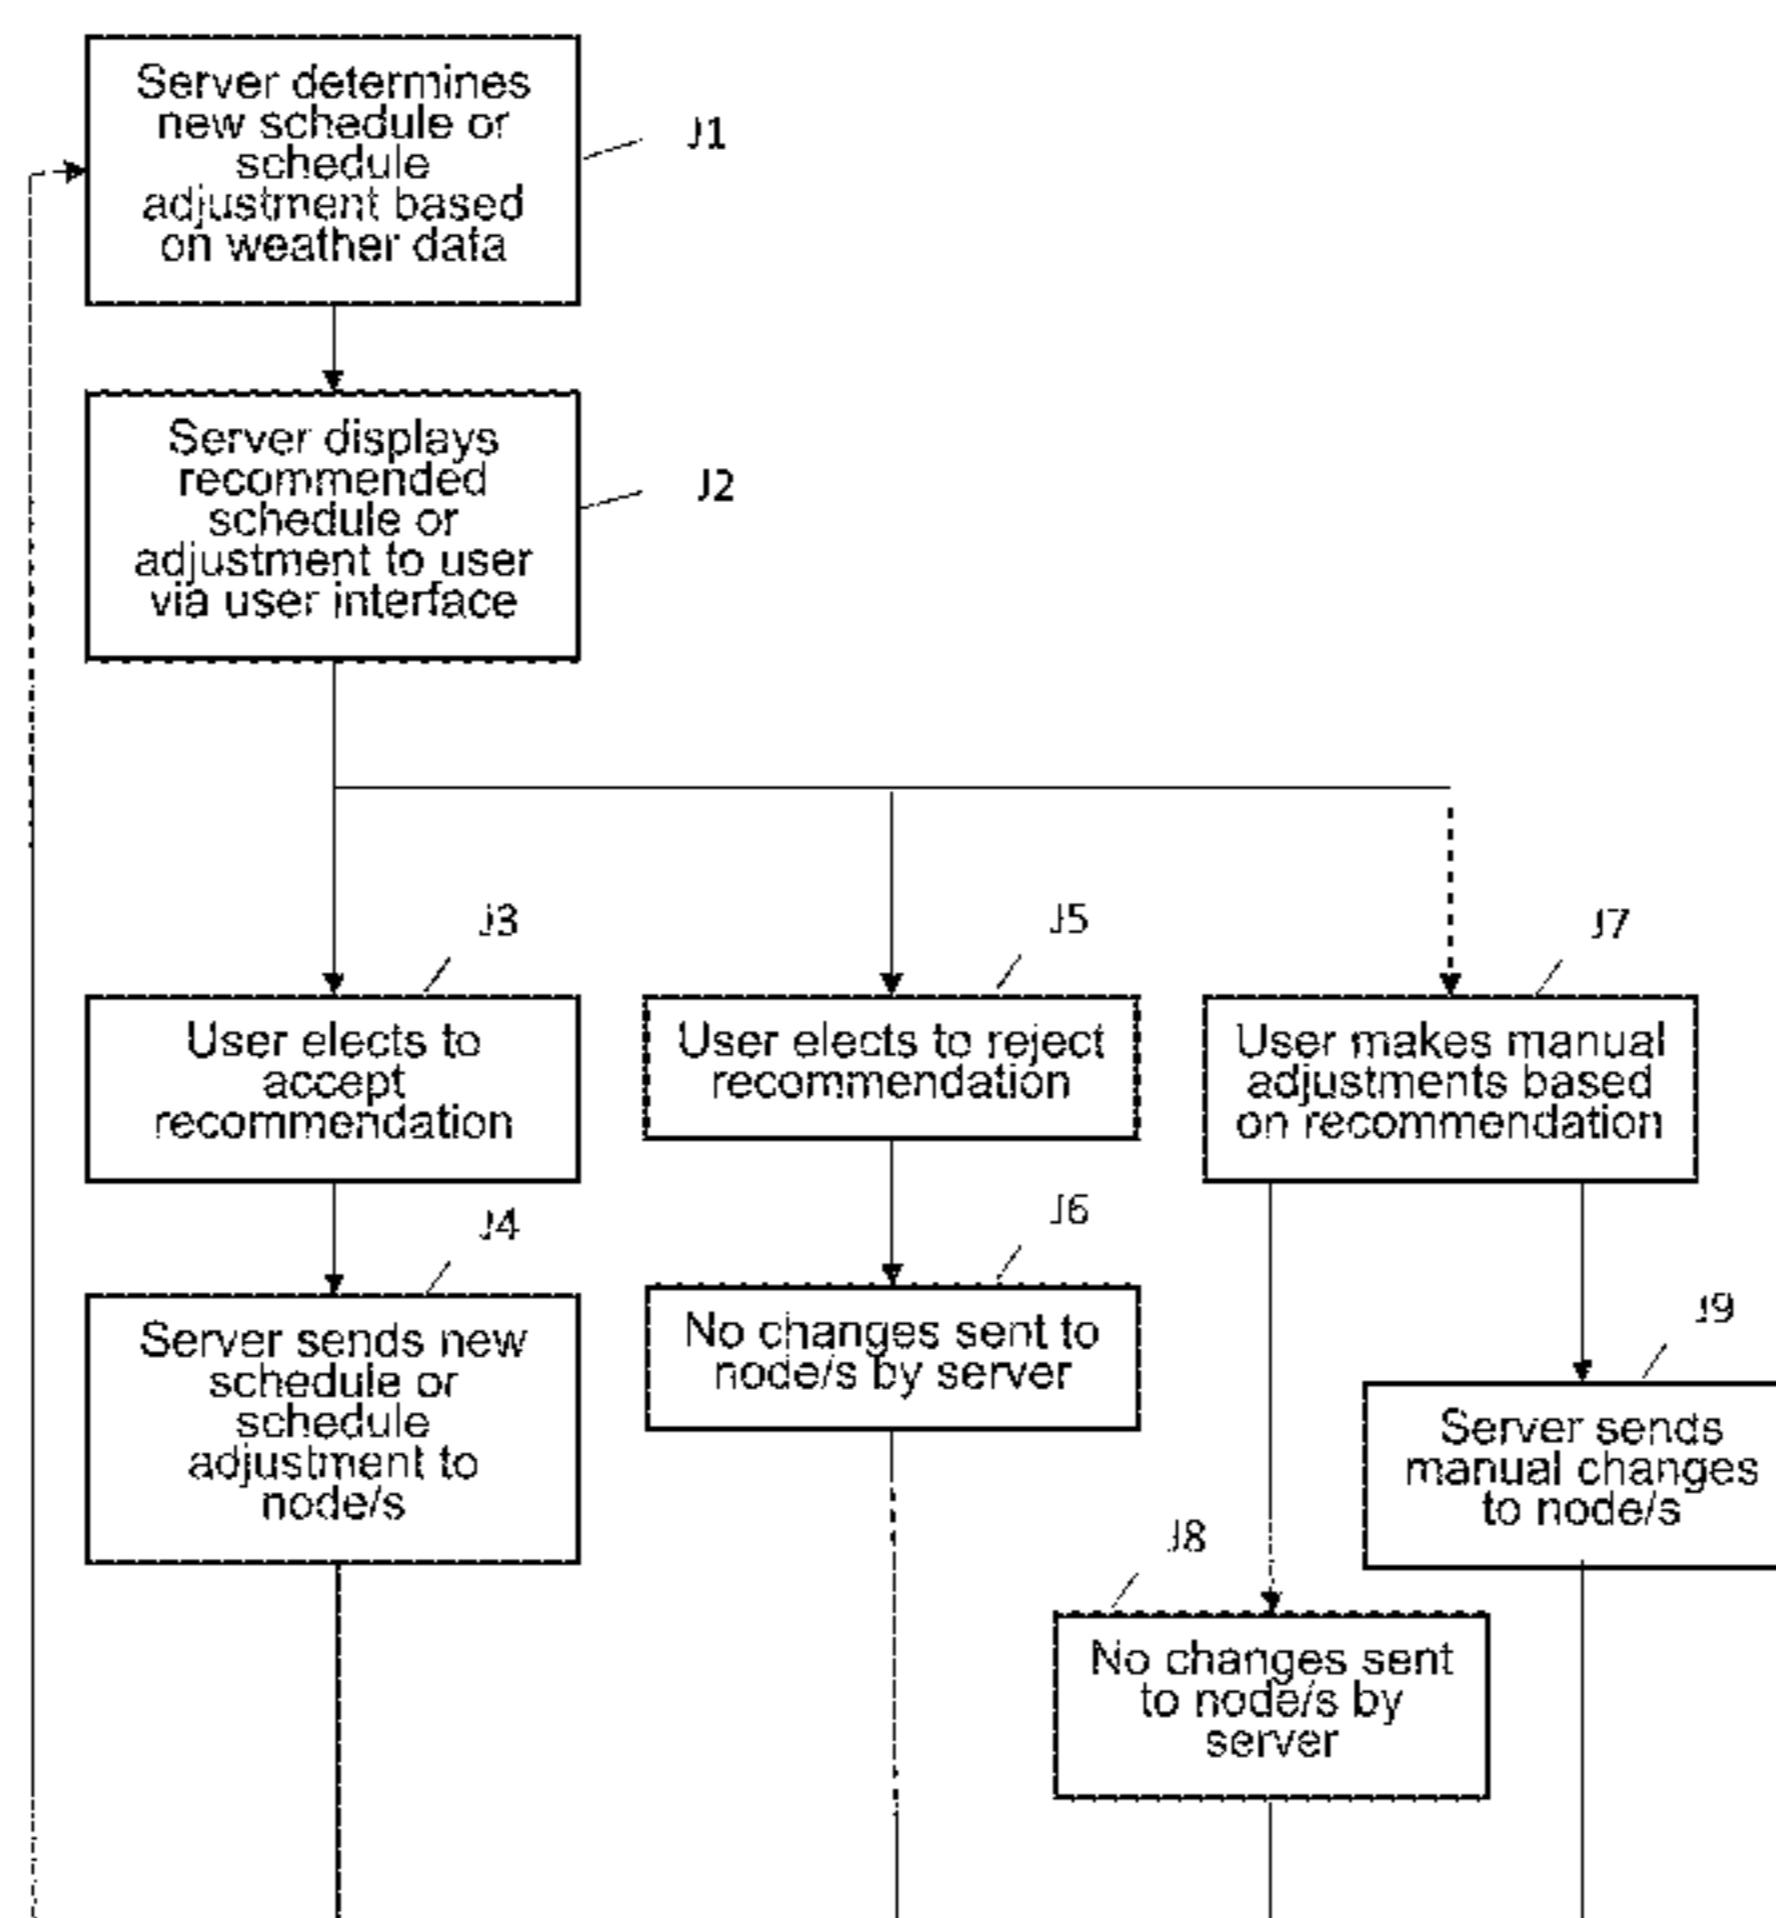 Server determines
new schedule or
schedule
adjustment based
on weather data
J1
Server displays
recommended
schedule or
adjustment to user
via user interface
J2
J3
J5
J7
User elects to
accept
recommendation
User elects to reject
recommendation
User makes manual
adjustments based
on recommendation
J4
J6
J9
Server sends new
schedule or
schedule
adjustment to
node/s
No changes sent to
node/s by server
Server sends
manual changes
to node/s
J8
No changes sent
to node/s by
server